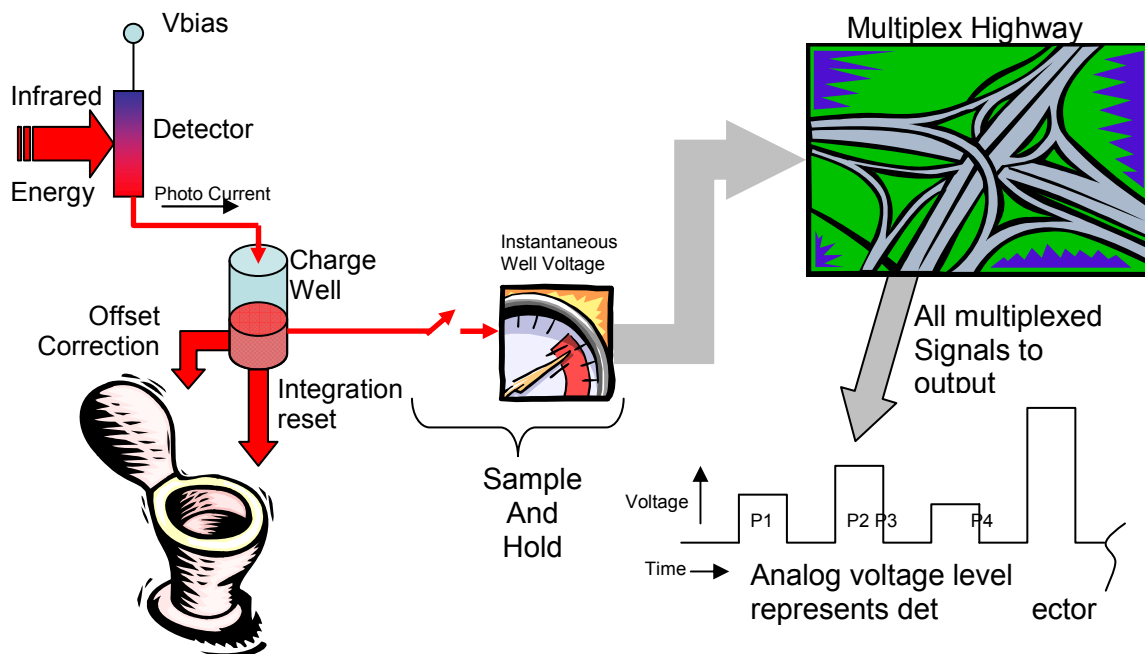 Vbias
Multiplex Highway
Infrared
Detector
Energy
Photo Current
Instantaneous
Well Voltage
Charge
Well
Offset
Correction
Integration
reset
All multiplexed
Signals to
output
Sample
And
Hold
Voltage
P1
P2 P3
P4
Time
Analog voltage level
represents det ector